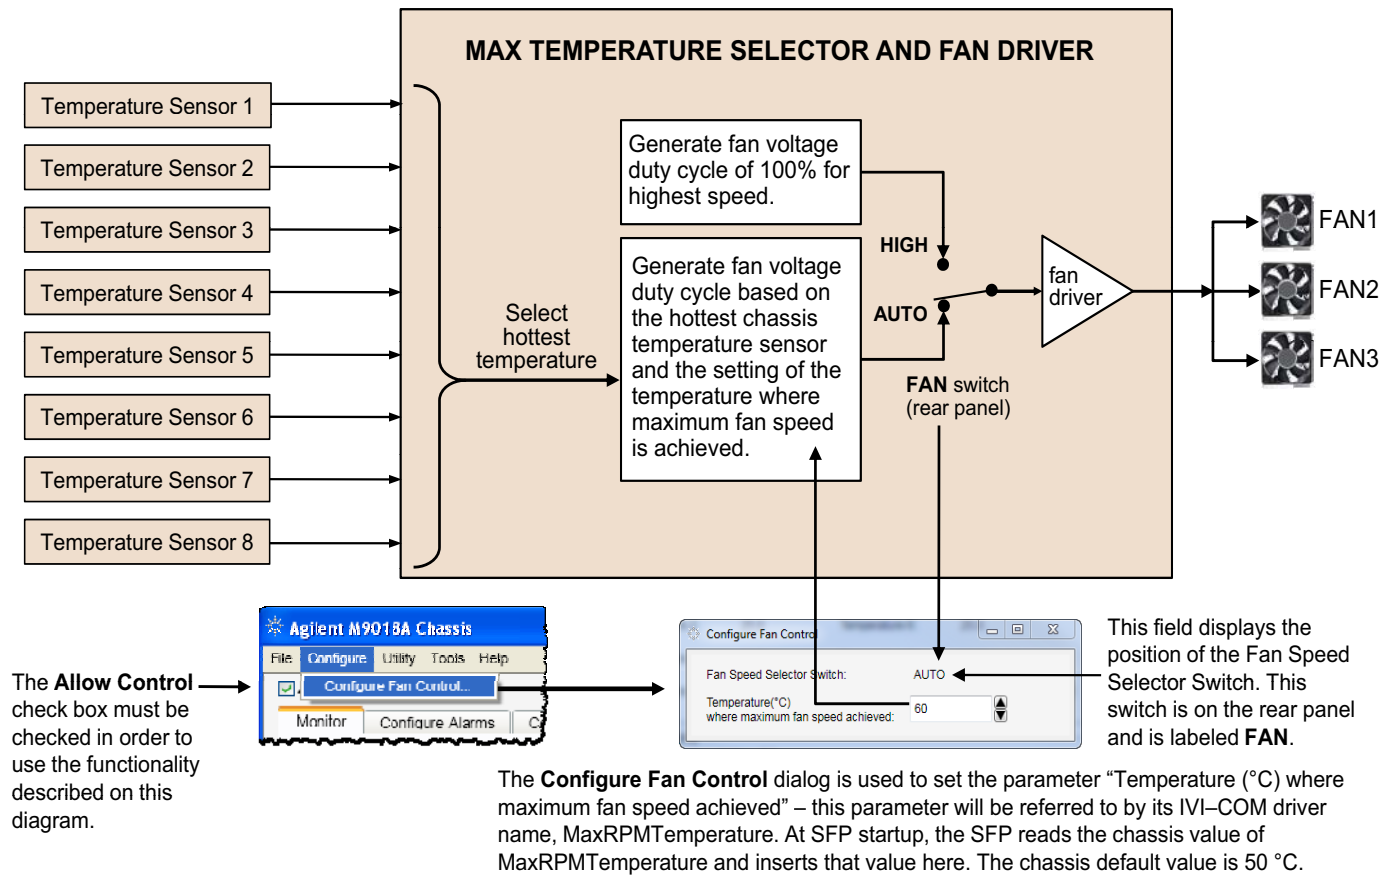 MAX TEMPERATURE SELECTOR AND FAN DRIVER
Temperature Sensor 1
Temperature Sensor 2
Temperature Sensor 3
Temperature Sensor 4
Temperature Sensor 5
Temperature Sensor 6
Temperature Sensor 7
Temperature Sensor 8
Select
hottest
temperature
Generate fan voltage
duty cycle of 100% for
highest speed.
Generate fan voltage
duty cycle based on
the hottest chassis
temperature sensor
and the setting of the
temperature where
maximum fan speed
is achieved.
HIGH
AUTO
FAN switch
(rear panel)
fan
driver
FAN1
FAN2
FAN3
The Allow Control
check box must be
checked in order to
use the functionality
described on this
diagram.
Agilent M9018A Chassis
File Configure Utility Tools Help
Configure Fan Control...
Monitor Configure Alarms
Configure Fan Control
Fan Speed Selector Switch: AUTO
Temperature(°C)
where maximum fan speed achieved: 60
This field displays the
position of the Fan Speed
Selector Switch. This
switch is on the rear panel
and is labeled FAN.
The Configure Fan Control dialog is used to set the parameter “Temperature (°C) where
maximum fan speed achieved” – this parameter will be referred to by its IVI–COM driver
name, MaxRPMTemperature. At SFP startup, the SFP reads the chassis value of
MaxRPMTemperature and inserts that value here. The chassis default value is 50 °C.